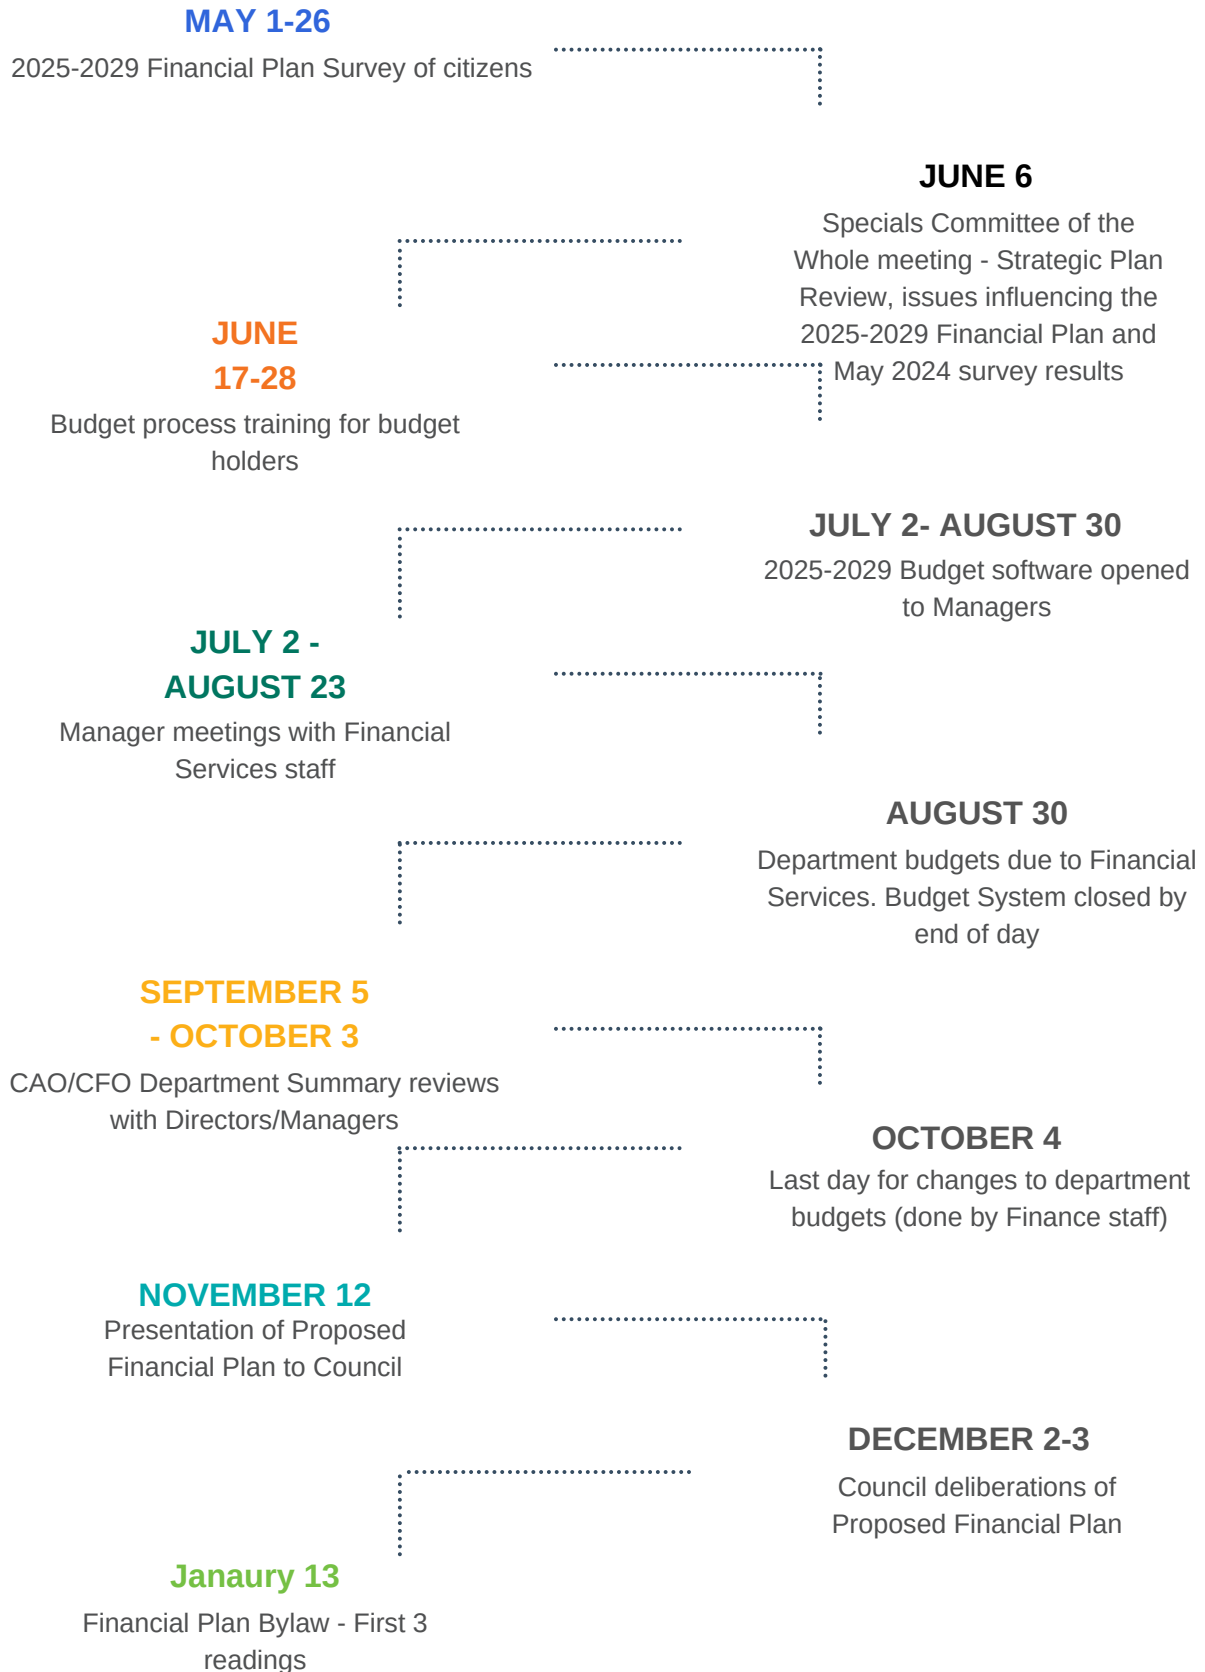 MAY 1-26
2025-2029 Financial Plan Survey of citizens
JUNE 6
Specials Committee of the
Whole meeting - Strategic Plan
Review, issues influencing the
2025-2029 Financial Plan and
May 2024 survey results
JUNE
17-28
Budget process training for budget
holders
JULY 2- AUGUST 30
2025-2029 Budget software opened
to Managers
JULY 2 -
AUGUST 23
Manager meetings with Financial
Services staff
AUGUST 30
Department budgets due to Financial
Services. Budget System closed by
end of day
SEPTEMBER 5
- OCTOBER 3
CAO/CFO Department Summary reviews
with Directors/Managers
OCTOBER 4
Last day for changes to department
budgets (done by Finance staff)
NOVEMBER 12
Presentation of Proposed
Financial Plan to Council
DECEMBER 2-3
Council deliberations of
Proposed Financial Plan
Janaury 13
Financial Plan Bylaw - First 3
readings